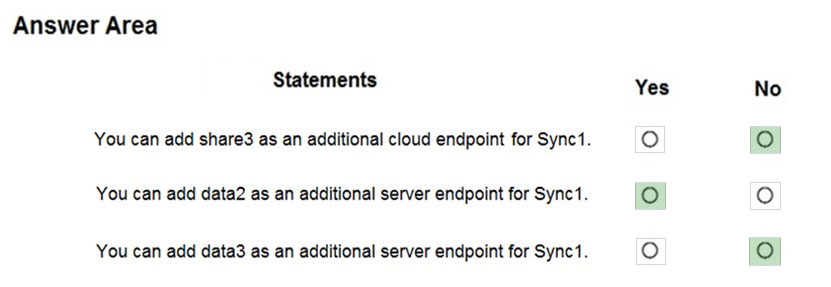 Answer Area
Statements Yes No
You can add share3 as an additional cloud endpoint for Sync1.
You can add data2 as an additional server endpoint for Sync1.
You can add data3 as an additional server endpoint for Sync1.